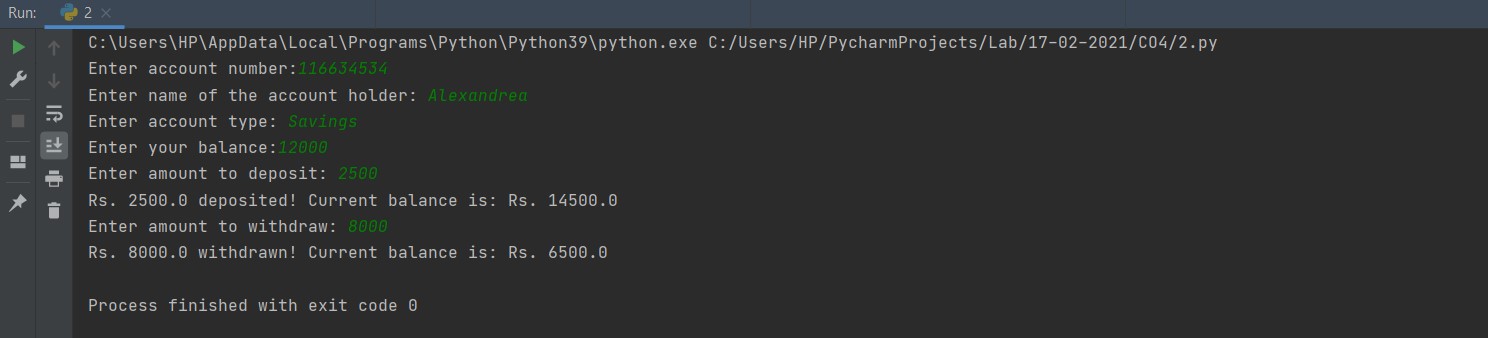 Run: 2
C:\Users\HP\AppData\Local\Programs\Python\Python39\python.exe C:/Users/HP/PycharmProjects/Lab/17-02-2021/CO4/2.py
Enter account number:116634534
Enter name of the account holder: Alexandrea
Enter account type: Savings
Enter your balance:12000
Enter amount to deposit: 2500
Rs. 2500.0 deposited! Current balance is: Rs. 14500.0
Enter amount to withdraw: 8000
Rs. 8000.0 withdrawn! Current balance is: Rs. 6500.0
Process finished with exit code 0